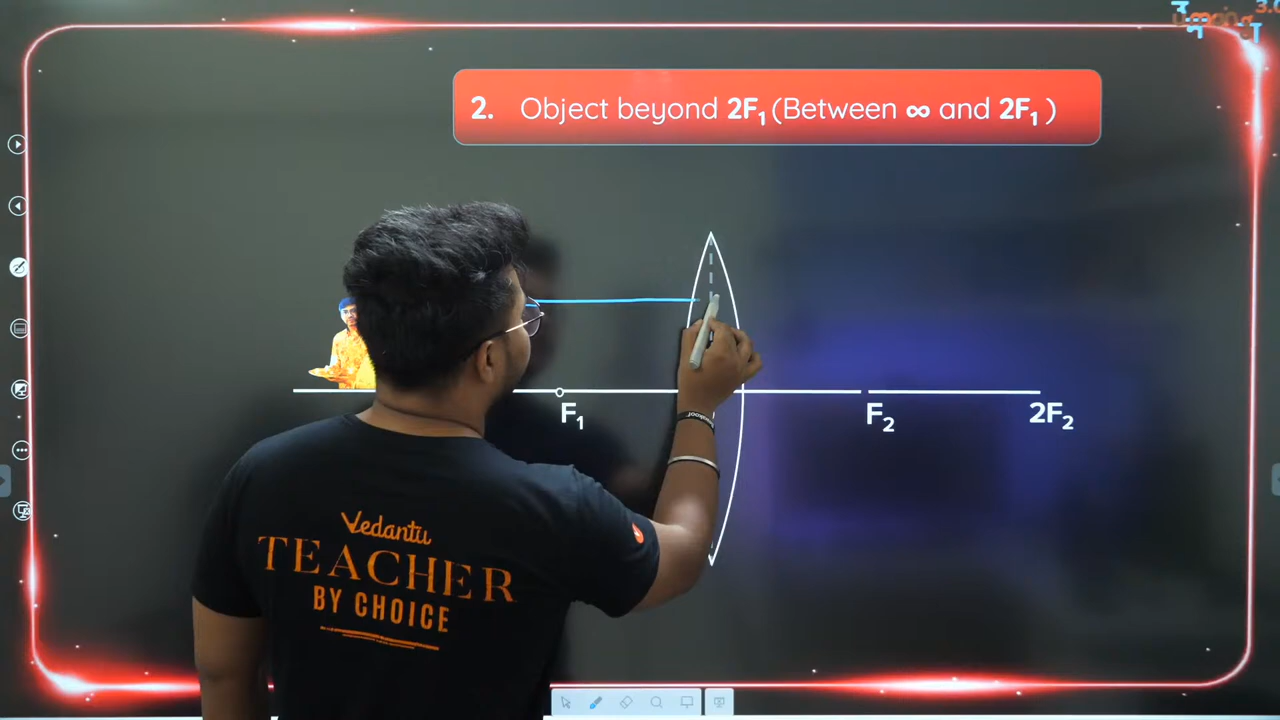 2. Object beyond 2F₁ (Between ∞ and 2F₁ )
F₁
F₂
2F₂
Vedantu
TEACHER
BY CHOICE